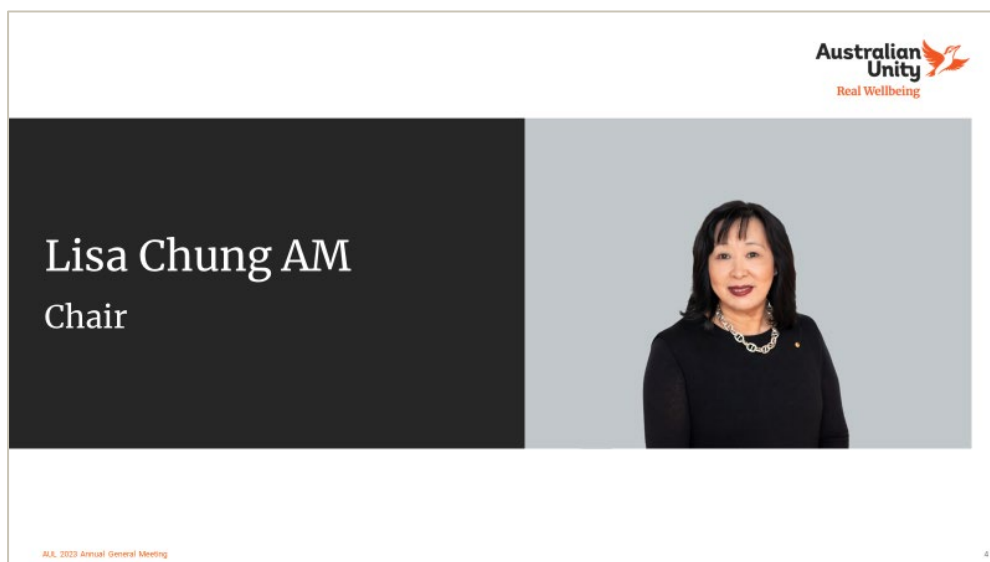 Australian
Unity
Real Wellbeing
Lisa Chung AM
Chair
AUL 2023 Annual General Meeting
4